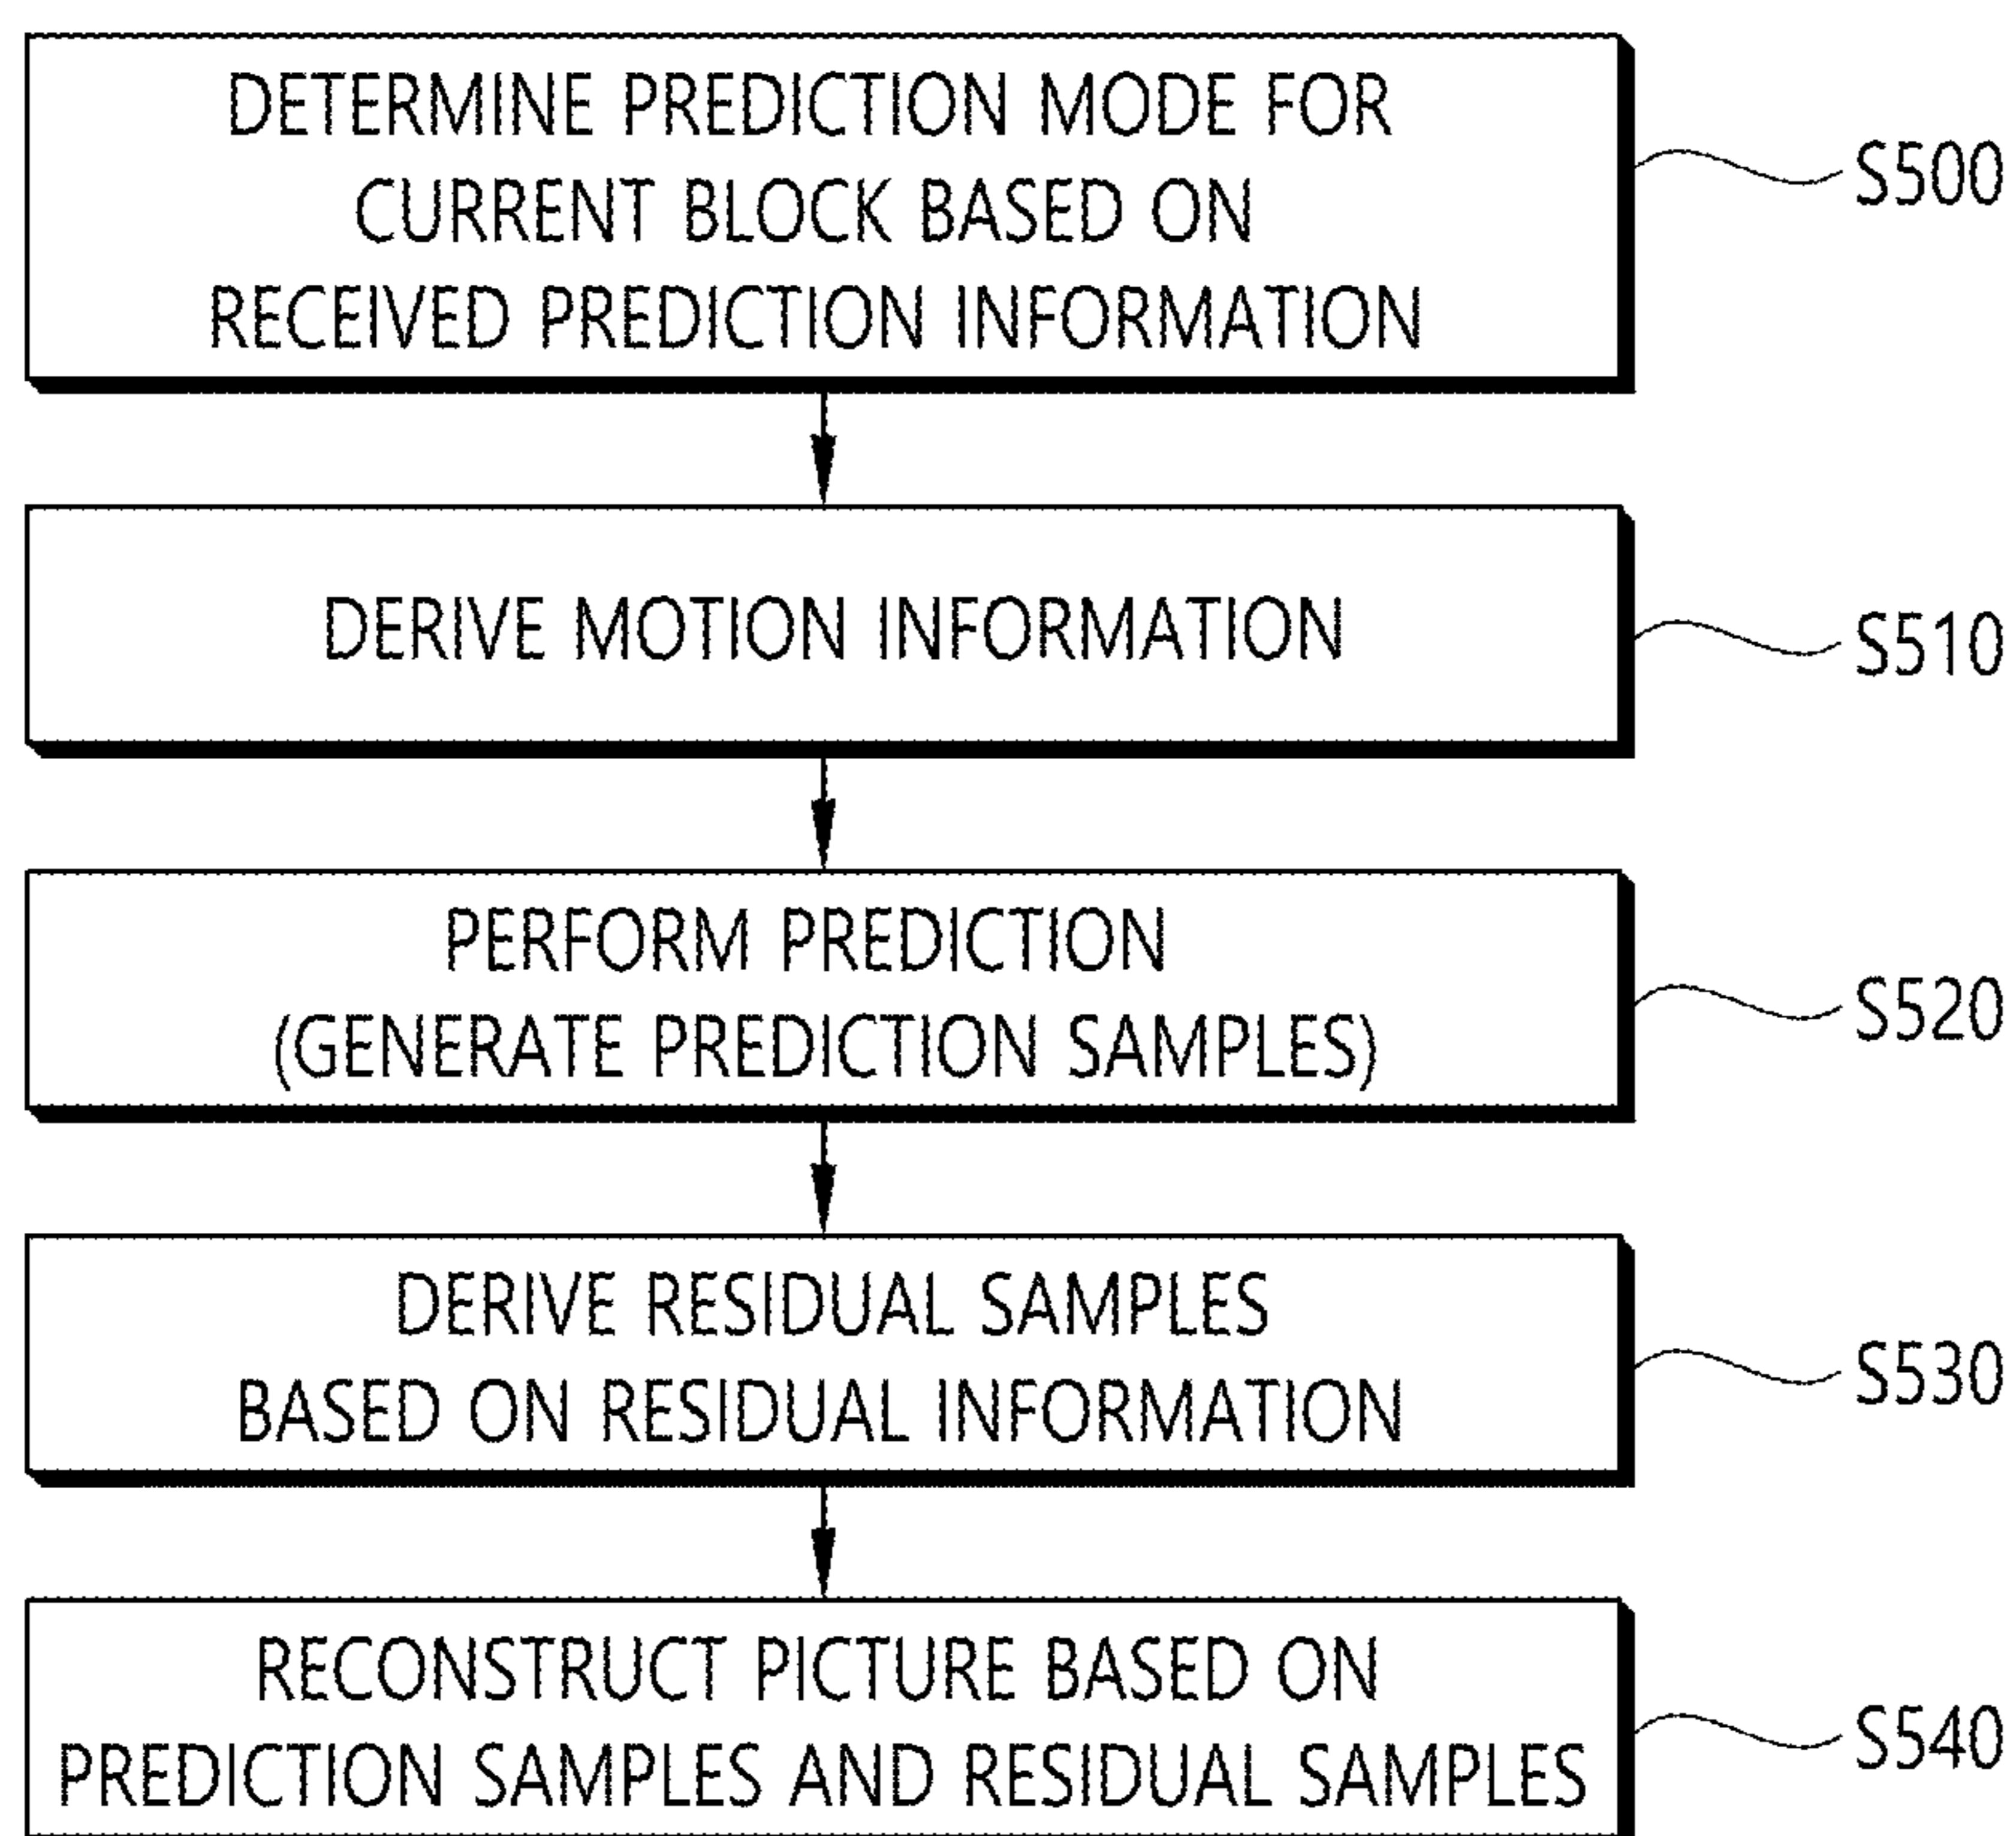 DETERMINE PREDICTION MODE FOR
CURRENT BLOCK BASED ON
RECEIVED PREDICTION INFORMATION
S500
DERIVE MOTION INFORMATION
S510
PERFORM PREDICTION
(GENERATE PREDICTION SAMPLES)
S520
DERIVE RESIDUAL SAMPLES
BASED ON RESIDUAL INFORMATION
S530
RECONSTRUCT PICTURE BASED ON
PREDICTION SAMPLES AND RESIDUAL SAMPLES
S540